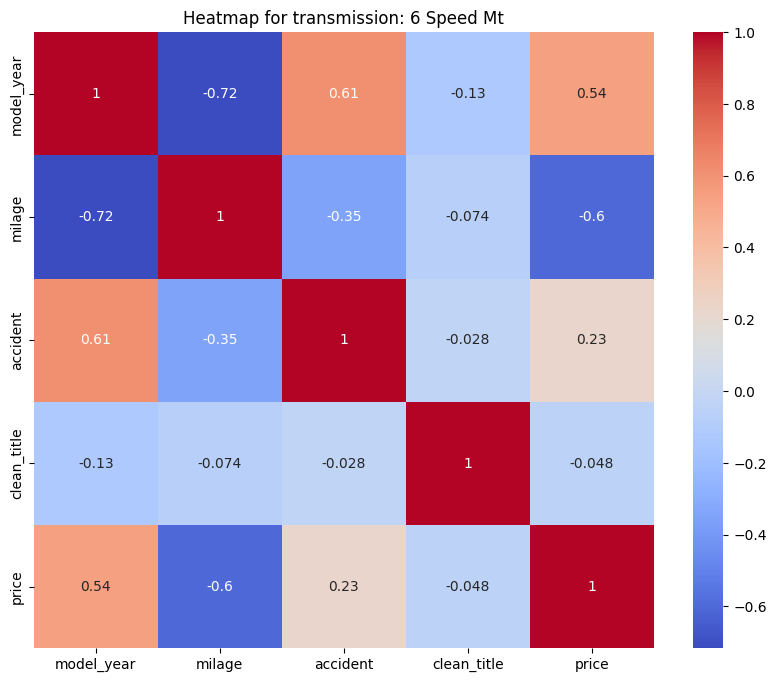 Heatmap for transmission: 6 Speed Mt
model_year 1 -0.72 0.61 -0.13 0.54
milage -0.72 1 -0.35 -0.074 -0.6
accident 0.61 -0.35 1 -0.028 0.23
clean_title -0.13 -0.074 -0.028 1 -0.048
price 0.54 -0.6 0.23 -0.048 1
model_year milage accident clean_title price
1.0
0.8
0.6
0.4
0.2
0.0
−0.2
−0.4
−0.6